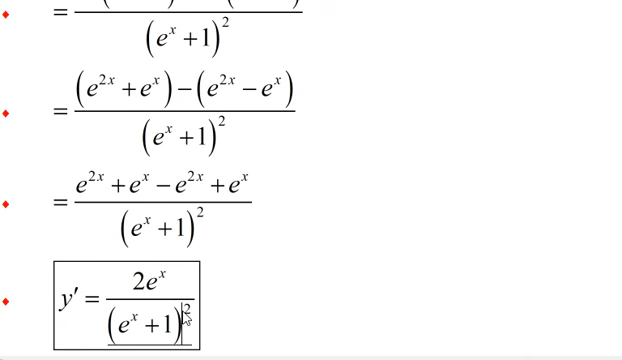 = / (e^x + 1)^2
= ((e^{2x} + e^x) − (e^{2x} − e^x)) / (e^x + 1)^2
= (e^{2x} + e^x − e^{2x} + e^x) / (e^x + 1)^2
y′ = 2e^x / (e^x + 1)^2